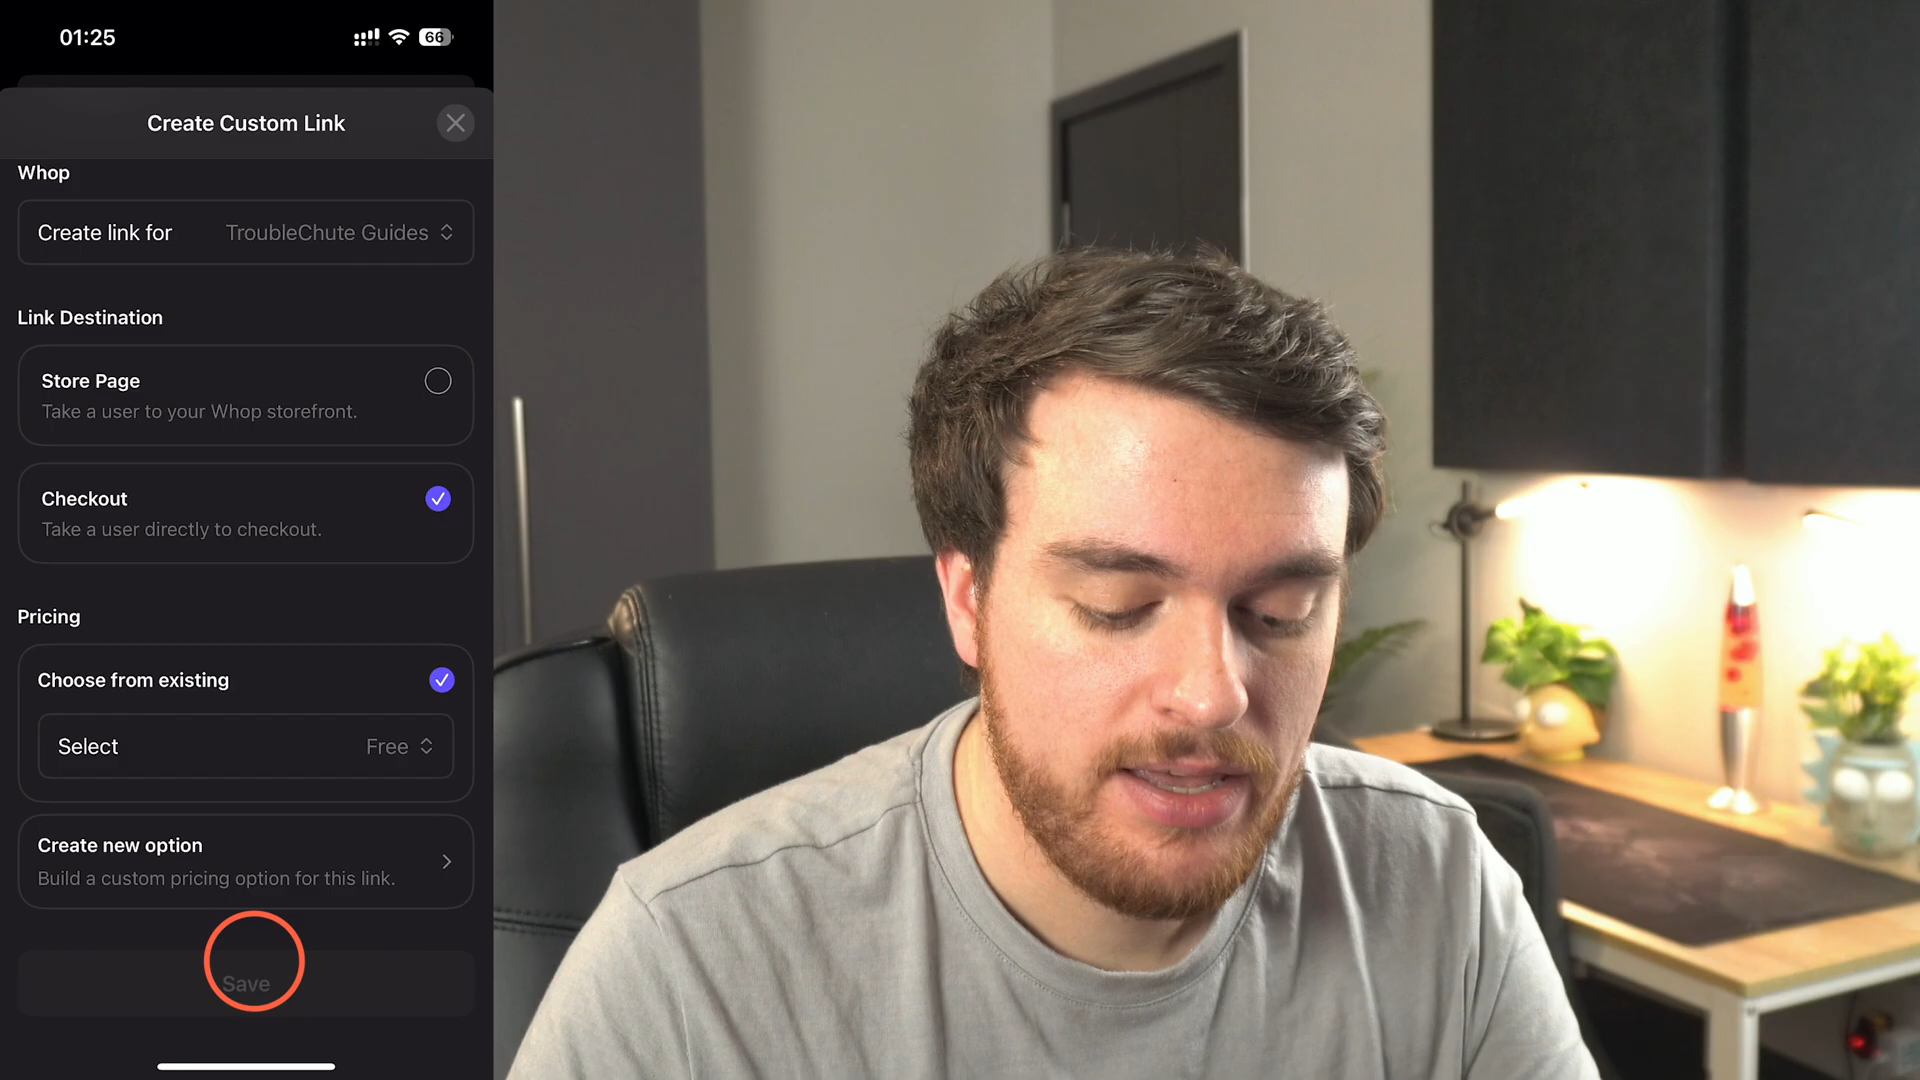 01:25
66
Create Custom Link
Whop
Create link for
TroubleChute Guides
Link Destination
Store Page
Take a user to your Whop storefront.
Checkout
Take a user directly to checkout.
Pricing
Choose from existing
Select
Free
Create new option
Build a custom pricing option for this link.
Save